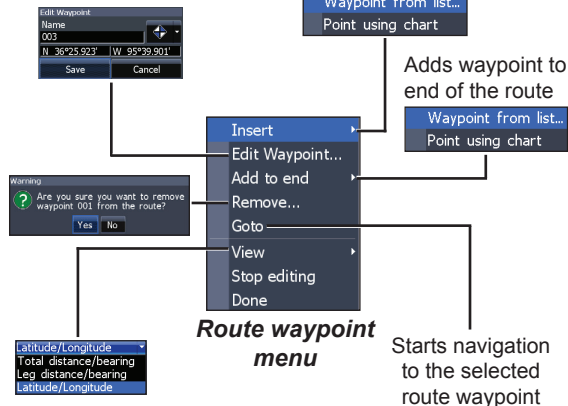 Edit Waypoint
Name
003
N 36°25.923' W 95°39.901'
Save Cancel
Waypoint from list...
Point using chart
Adds waypoint to
end of the route
Waypoint from list...
Point using chart
Insert
Edit Waypoint...
Add to end
Remove...
Goto
View
Stop editing
Done
Warning
Are you sure you want to remove
waypoint 001 from the route?
Yes No
Route waypoint
menu
Latitude/Longitude
Total distance/bearing
Leg distance/bearing
Latitude/Longitude
Starts navigation
to the selected
route waypoint